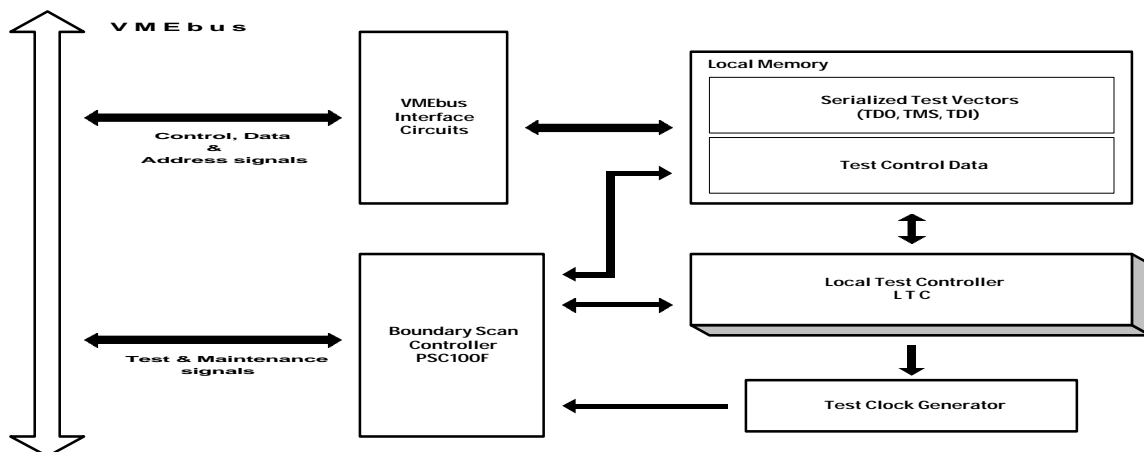 VMEbus
Control, Data
&
Address signals
VMEbus
Interface
Circuits
Local Memory
Serialized Test Vectors
(TDO, TMS, TDI)
Test Control Data
Test & Maintenance
signals
Boundary Scan
Controller
PSC100F
Local Test Controller
LTC
Test Clock Generator